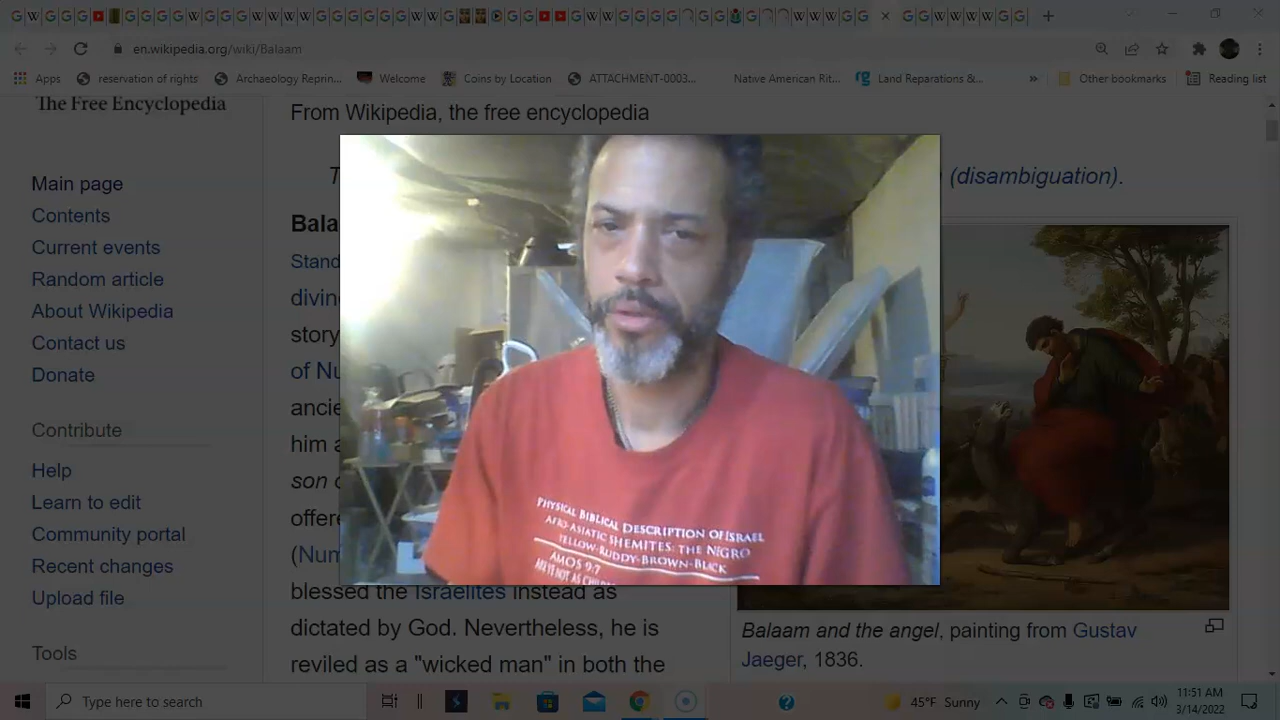 en.wikipedia.org/wiki/Balaam
Apps
reservation of rights
Archaeology Reprin...
Welcome
Coins by Location
ATTACHMENT-0003...
Native American Rit...
Land Reparations &...
»
Other bookmarks
Reading list
The Free Encyclopedia
Main page
Contents
Current events
Random article
About Wikipedia
Contact us
Donate
Contribute
Help
Learn to edit
Community portal
Recent changes
Upload file
Tools
From Wikipedia, the free encyclopedia
(disambiguation).
Bala
Stand
divin
story
of Nu
ancie
him a
son o
offere
(Num
blessed the Israelites instead as
dictated by God. Nevertheless, he is
reviled as a "wicked man" in both the
PHYSICAL BIBLICAL DESCRIPTION OF ISRAEL
AFRO-ASIATIC SHEMITES: THE NEGRO
YELLOW-RUDDY-BROWN-BLACK
AMOS 9:7
ARE YE NOT AS CHILD
Balaam and the angel, painting from Gustav
Jaeger, 1836.
Type here to search
45°F Sunny
11:51 AM
3/14/2022